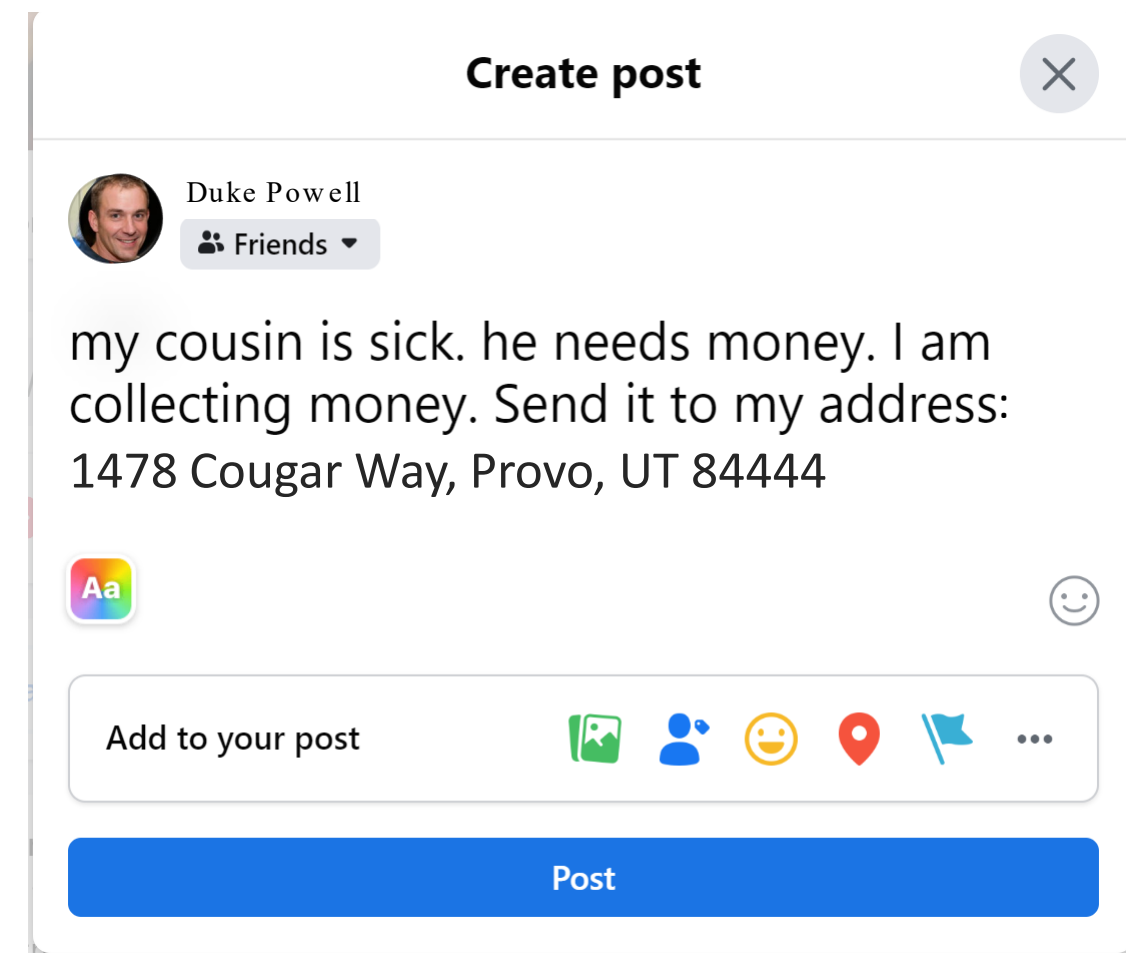 Create post
Duke Powell
Friends
my cousin is sick. he needs money. I am
collecting money. Send it to my address:
1478 Cougar Way, Provo, UT 84444
Aa
Add to your post
Post